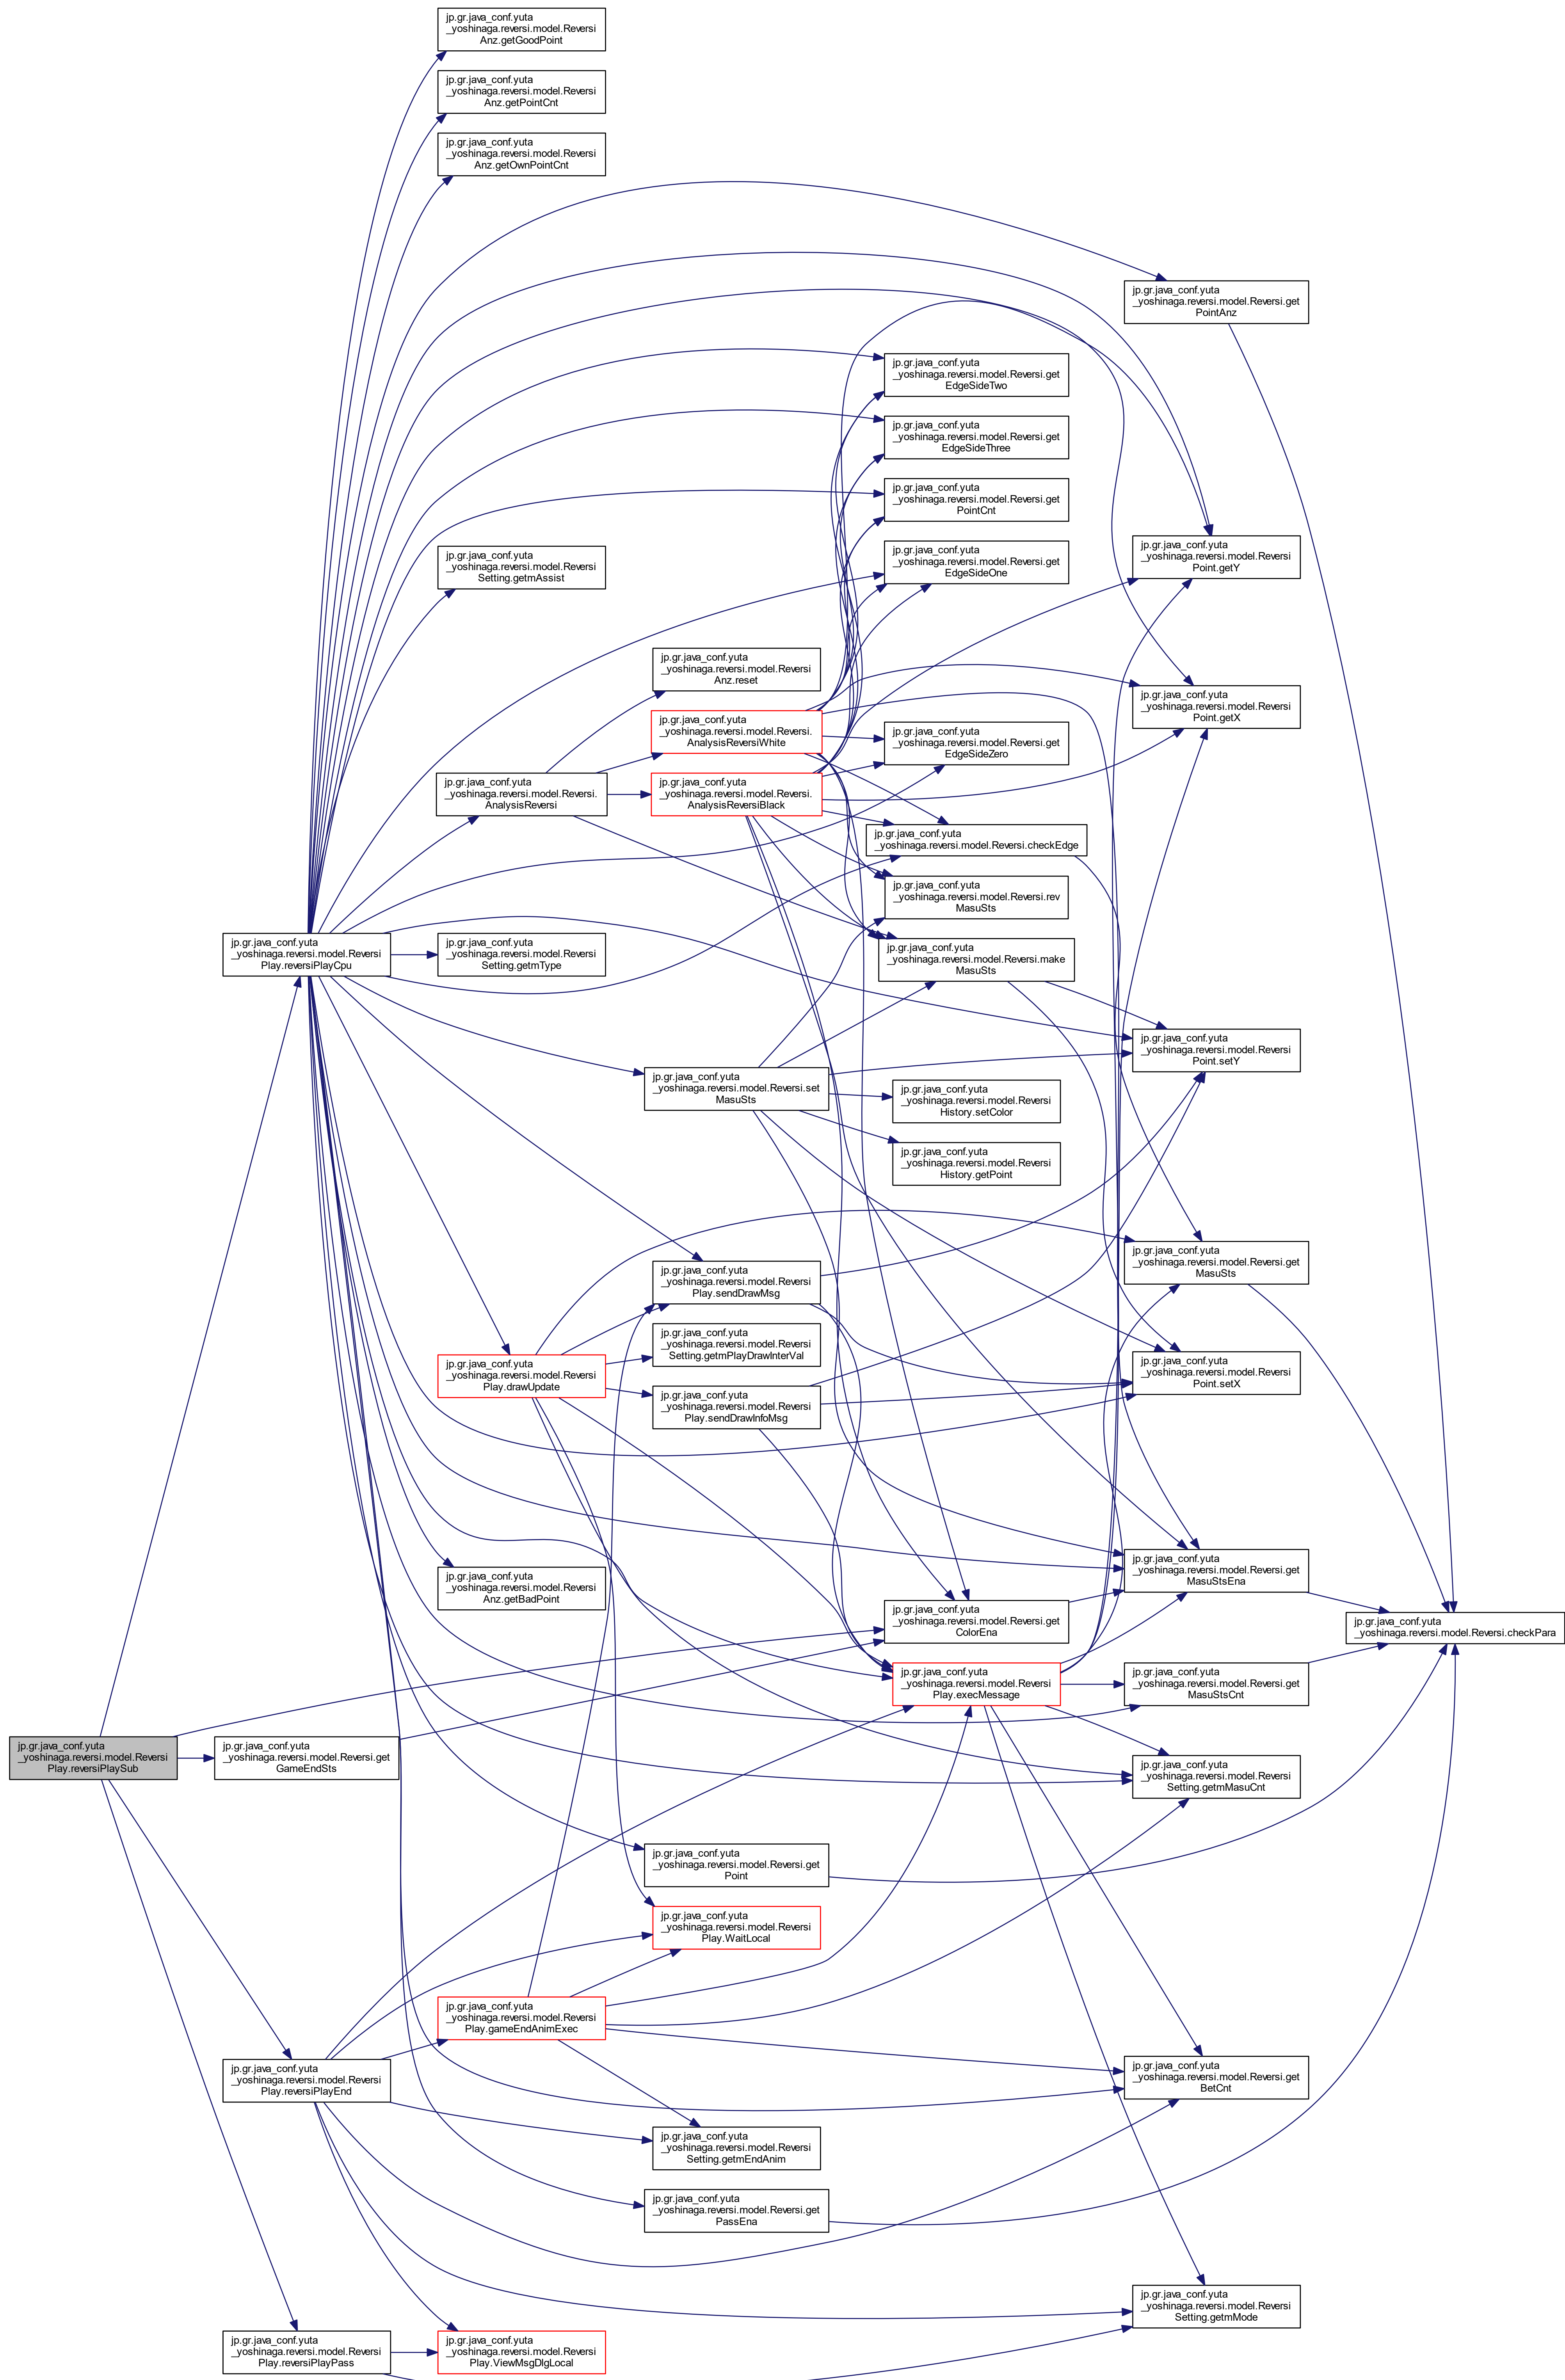 jp.gr.java_conf.yuta
_yoshinaga.reversi.model.Reversi
Anz.getGoodPoint
jp.gr.java_conf.yuta
_yoshinaga.reversi.model.Reversi
Anz.getPointCnt
jp.gr.java_conf.yuta
_yoshinaga.reversi.model.Reversi
Anz.getOwnPointCnt
jp.gr.java_conf.yuta
_yoshinaga.reversi.model.Reversi.get
PointAnz
jp.gr.java_conf.yuta
_yoshinaga.reversi.model.Reversi.get
EdgeSideTwo
jp.gr.java_conf.yuta
_yoshinaga.reversi.model.Reversi.get
EdgeSideThree
jp.gr.java_conf.yuta
_yoshinaga.reversi.model.Reversi.get
PointCnt
jp.gr.java_conf.yuta
_yoshinaga.reversi.model.Reversi
Point.getY
jp.gr.java_conf.yuta
_yoshinaga.reversi.model.Reversi.get
EdgeSideOne
jp.gr.java_conf.yuta
_yoshinaga.reversi.model.Reversi
Setting.getmAssist
jp.gr.java_conf.yuta
_yoshinaga.reversi.model.Reversi
Anz.reset
jp.gr.java_conf.yuta
_yoshinaga.reversi.model.Reversi
Point.getX
jp.gr.java_conf.yuta
_yoshinaga.reversi.model.Reversi.
AnalysisReversiWhite
jp.gr.java_conf.yuta
_yoshinaga.reversi.model.Reversi.get
EdgeSideZero
jp.gr.java_conf.yuta
_yoshinaga.reversi.model.Reversi.
AnalysisReversi
jp.gr.java_conf.yuta
_yoshinaga.reversi.model.Reversi.
AnalysisReversiBlack
jp.gr.java_conf.yuta
_yoshinaga.reversi.model.Reversi.checkEdge
jp.gr.java_conf.yuta
_yoshinaga.reversi.model.Reversi.rev
MasuSts
jp.gr.java_conf.yuta
_yoshinaga.reversi.model.Reversi
Play.reversiPlayCpu
jp.gr.java_conf.yuta
_yoshinaga.reversi.model.Reversi
Setting.getmType
jp.gr.java_conf.yuta
_yoshinaga.reversi.model.Reversi.make
MasuSts
jp.gr.java_conf.yuta
_yoshinaga.reversi.model.Reversi
Point.setY
jp.gr.java_conf.yuta
_yoshinaga.reversi.model.Reversi.set
MasuSts
jp.gr.java_conf.yuta
_yoshinaga.reversi.model.Reversi
History.setColor
jp.gr.java_conf.yuta
_yoshinaga.reversi.model.Reversi
History.getPoint
jp.gr.java_conf.yuta
_yoshinaga.reversi.model.Reversi.get
MasuSts
jp.gr.java_conf.yuta
_yoshinaga.reversi.model.Reversi
Play.sendDrawMsg
jp.gr.java_conf.yuta
_yoshinaga.reversi.model.Reversi
Setting.getmPlayDrawInterVal
jp.gr.java_conf.yuta
_yoshinaga.reversi.model.Reversi
Point.setX
jp.gr.java_conf.yuta
_yoshinaga.reversi.model.Reversi
Play.drawUpdate
jp.gr.java_conf.yuta
_yoshinaga.reversi.model.Reversi
Play.sendDrawInfoMsg
jp.gr.java_conf.yuta
_yoshinaga.reversi.model.Reversi.get
MasuStsEna
jp.gr.java_conf.yuta
_yoshinaga.reversi.model.Reversi
Anz.getBadPoint
jp.gr.java_conf.yuta
_yoshinaga.reversi.model.Reversi.get
ColorEna
jp.gr.java_conf.yuta
_yoshinaga.reversi.model.Reversi.checkPara
jp.gr.java_conf.yuta
_yoshinaga.reversi.model.Reversi
Play.execMessage
jp.gr.java_conf.yuta
_yoshinaga.reversi.model.Reversi.get
MasuStsCnt
jp.gr.java_conf.yuta
_yoshinaga.reversi.model.Reversi
Play.reversiPlaySub
jp.gr.java_conf.yuta
_yoshinaga.reversi.model.Reversi.get
GameEndSts
jp.gr.java_conf.yuta
_yoshinaga.reversi.model.Reversi
Setting.getmMasuCnt
jp.gr.java_conf.yuta
_yoshinaga.reversi.model.Reversi.get
Point
jp.gr.java_conf.yuta
_yoshinaga.reversi.model.Reversi
Play.WaitLocal
jp.gr.java_conf.yuta
_yoshinaga.reversi.model.Reversi
Play.gameEndAnimExec
jp.gr.java_conf.yuta
_yoshinaga.reversi.model.Reversi
Play.reversiPlayEnd
jp.gr.java_conf.yuta
_yoshinaga.reversi.model.Reversi.get
BetCnt
jp.gr.java_conf.yuta
_yoshinaga.reversi.model.Reversi
Setting.getmEndAnim
jp.gr.java_conf.yuta
_yoshinaga.reversi.model.Reversi.get
PassEna
jp.gr.java_conf.yuta
_yoshinaga.reversi.model.Reversi
Setting.getmMode
jp.gr.java_conf.yuta
_yoshinaga.reversi.model.Reversi
Play.reversiPlayPass
jp.gr.java_conf.yuta
_yoshinaga.reversi.model.Reversi
Play.ViewMsgDlgLocal